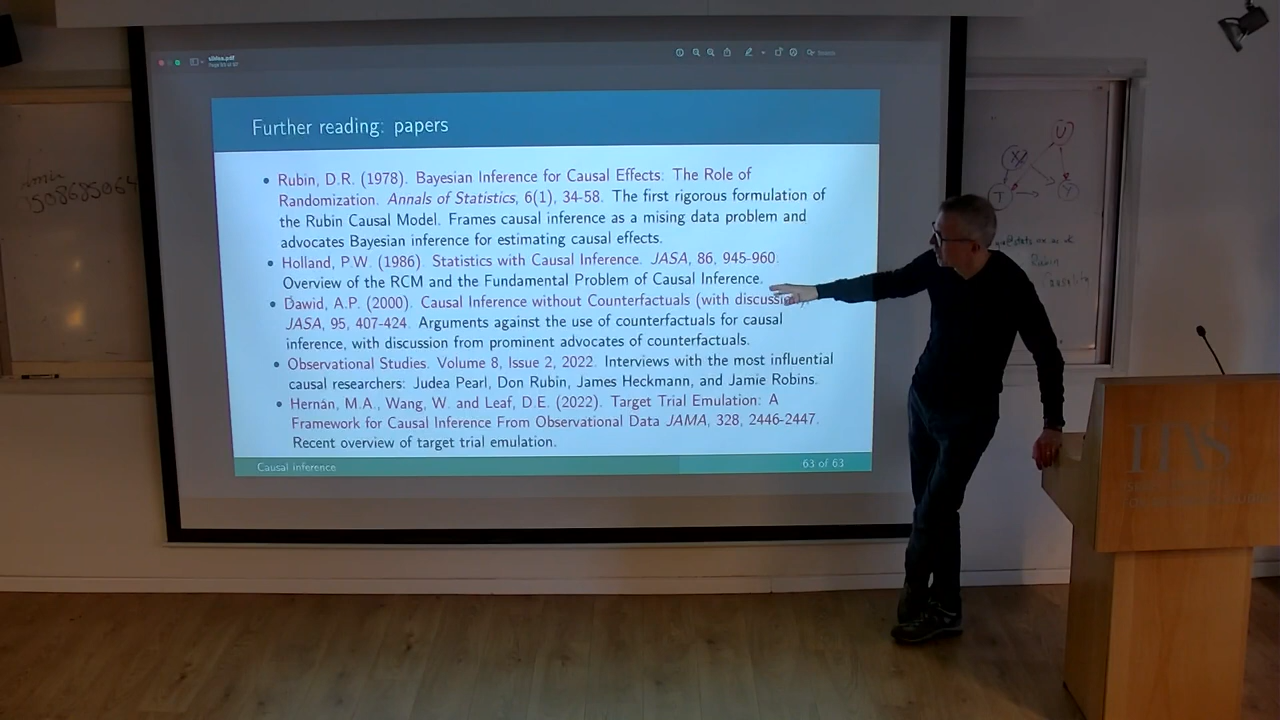 slides.pdf
Search
Further reading: papers
• Rubin, D.R. (1978). Bayesian Inference for Causal Effects: The Role of
Randomization. Annals of Statistics, 6(1), 34-58. The first rigorous formulation of
the Rubin Causal Model. Frames causal inference as a mising data problem and
advocates Bayesian inference for estimating causal effects.
• Holland, P.W. (1986). Statistics with Causal Inference. JASA, 86, 945-960.
Overview of the RCM and the Fundamental Problem of Causal Inference.
• Dawid, A.P. (2000). Causal Inference without Counterfactuals (with discussion).
JASA, 95, 407-424. Arguments against the use of counterfactuals for causal
inference, with discussion from prominent advocates of counterfactuals.
• Observational Studies. Volume 8, Issue 2, 2022. Interviews with the most influential
causal researchers: Judea Pearl, Don Rubin, James Heckmann, and Jamie Robins.
• Hernán, M.A., Wang, W. and Leaf, D.E. (2022). Target Trial Emulation: A
Framework for Causal Inference From Observational Data JAMA, 328, 2446-2447.
Recent overview of target trial emulation.
Causal inference 63 of 63
U
X
T Y
Rubin
Causality